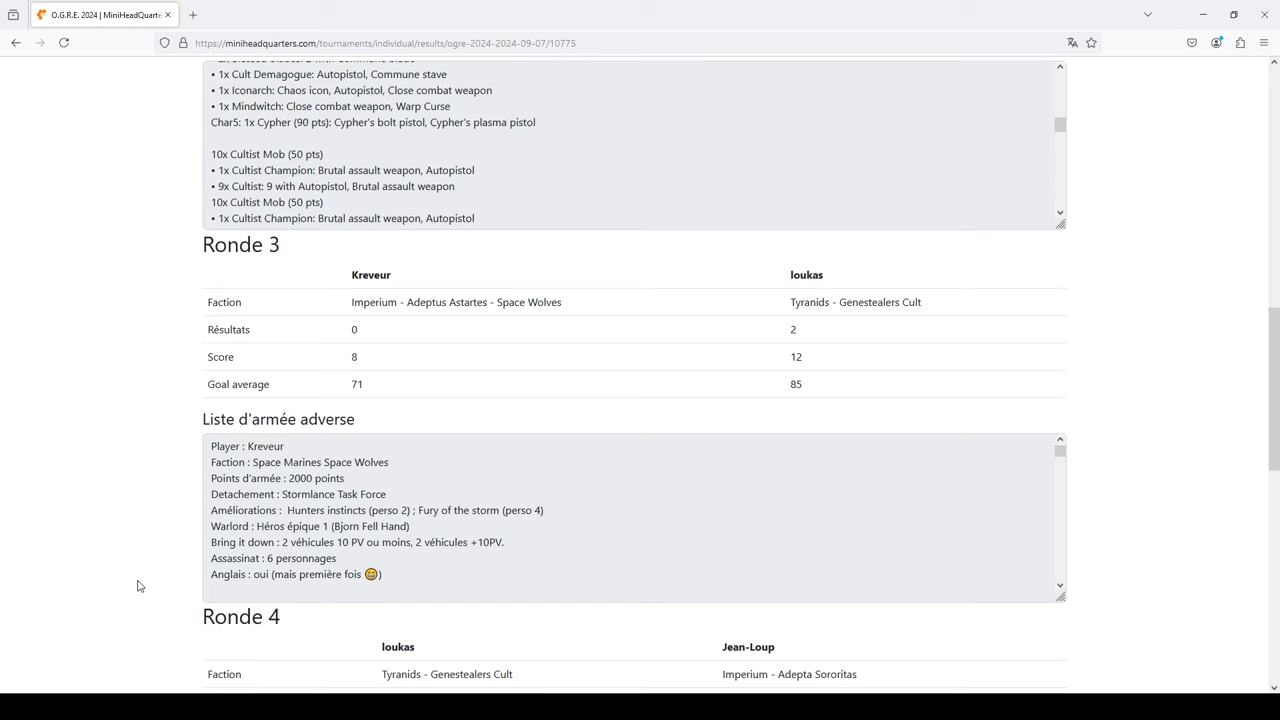 O.G.R.E. 2024 | MiniHeadQuarte
https://miniheadquarters.com/tournaments/individual/results/ogre-2024-2024-09-07/10775
• 1x Cult Demagogue: Autopistol, Commune stave
• 1x Iconarch: Chaos icon, Autopistol, Close combat weapon
• 1x Mindwitch: Close combat weapon, Warp Curse
Char5: 1x Cypher (90 pts): Cypher's bolt pistol, Cypher's plasma pistol
10x Cultist Mob (50 pts)
• 1x Cultist Champion: Brutal assault weapon, Autopistol
• 9x Cultist: 9 with Autopistol, Brutal assault weapon
10x Cultist Mob (50 pts)
• 1x Cultist Champion: Brutal assault weapon, Autopistol
Ronde 3
Kreveur loukas
Faction Imperium - Adeptus Astartes - Space Wolves Tyranids - Genestealers Cult
Résultats 0 2
Score 8 12
Goal average 71 85
Liste d'armée adverse
Player : Kreveur
Faction : Space Marines Space Wolves
Points d'armée : 2000 points
Detachement : Stormlance Task Force
Améliorations :  Hunters instincts (perso 2) ; Fury of the storm (perso 4)
Warlord : Héros épique 1 (Bjorn Fell Hand)
Bring it down : 2 véhicules 10 PV ou moins, 2 véhicules +10PV.
Assassinat : 6 personnages
Anglais : oui (mais première fois 😄)
Ronde 4
loukas Jean-Loup
Faction Tyranids - Genestealers Cult Imperium - Adepta Sororitas